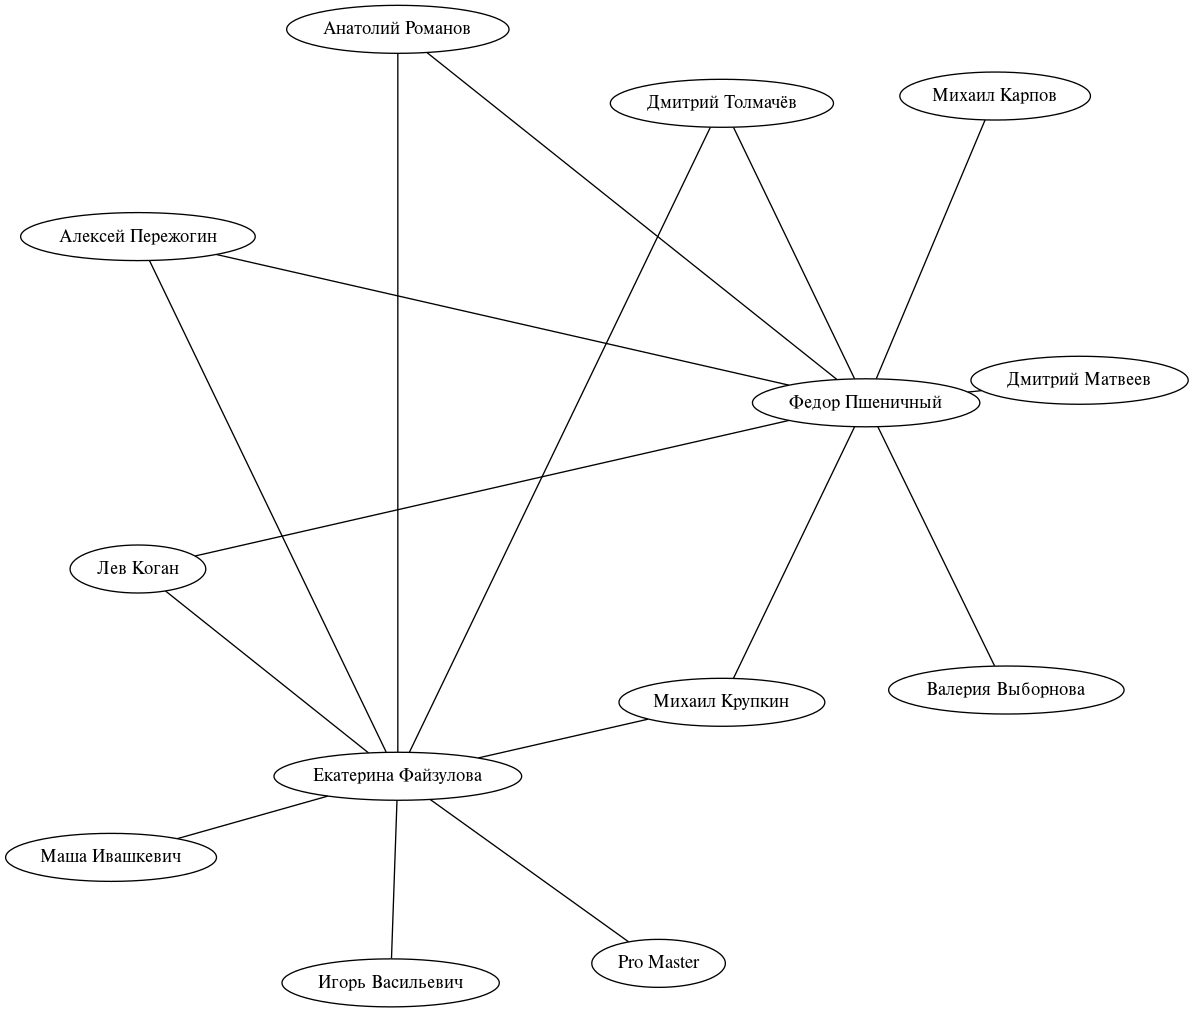 Анатолий Романов
Михаил Карпов
Дмитрий Толмачёв
Алексей Пережогин
Дмитрий Матвеев
Федор Пшеничный
Лев Коган
Валерия Выборнова
Михаил Крупкин
Екатерина Файзулова
Маша Ивашкевич
Pro Master
Игорь Васильевич